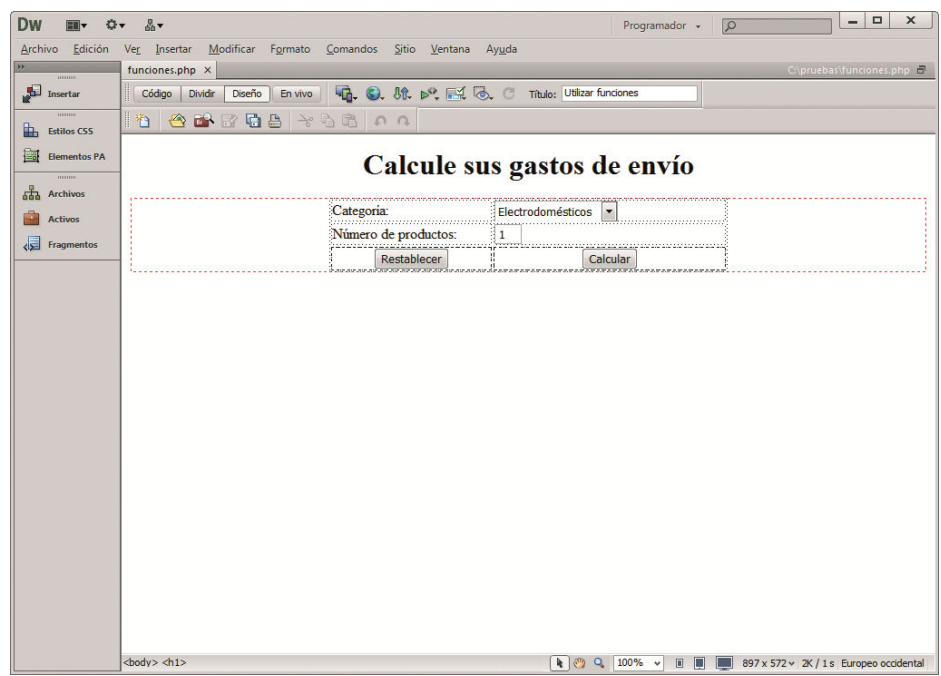 Dw
Programador
Archivo Edición Ver Insertar Modificar Formato Comandos Sitio Ventana Ayuda
funciones.php
C:\pruebas\funciones.php
Insertar
Código Dividir Diseño En vivo
Título: Utilizar funciones
Estilos CSS
Elementos PA
Archivos
Activos
Fragmentos
Calcule sus gastos de envío
Categoría: Electrodomésticos
Número de productos: 1
Restablecer Calcular
<body> <h1>
100%
897 x 572 2K / 1 s Europeo occidental